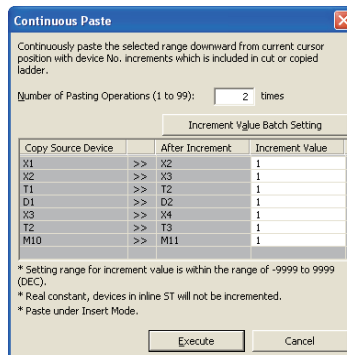 Continuous Paste
Continuously paste the selected range downward from current cursor
position with device No. increments which is included in cut or copied
ladder.
Number of Pasting Operations (1 to 99): 2 times
Increment Value Batch Setting
Copy Source Device After Increment Increment Value
X1 >> X2 1
X2 >> X3 1
T1 >> T2 1
D1 >> D2 1
X3 >> X4 1
T2 >> T3 1
M10 >> M11 1
* Setting range for increment value is within the range of -9999 to 9999
(DEC).
* Real constant, devices in inline ST will not be incremented.
* Paste under Insert Mode.
Execute Cancel